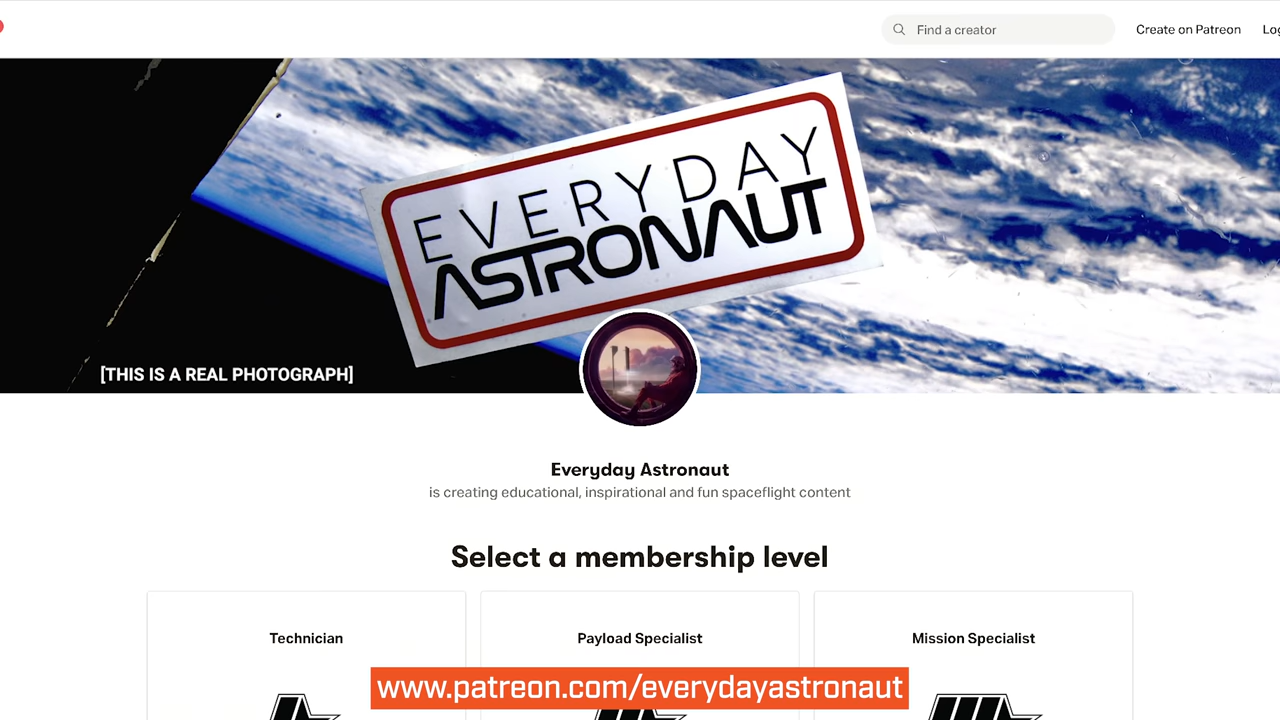 Find a creator
Create on Patreon
EVERYDAY
ASTRONAUT
[THIS IS A REAL PHOTOGRAPH]
Everyday Astronaut
is creating educational, inspirational and fun spaceflight content
Select a membership level
Technician
Payload Specialist
Mission Specialist
www.patreon.com/everydayastronaut